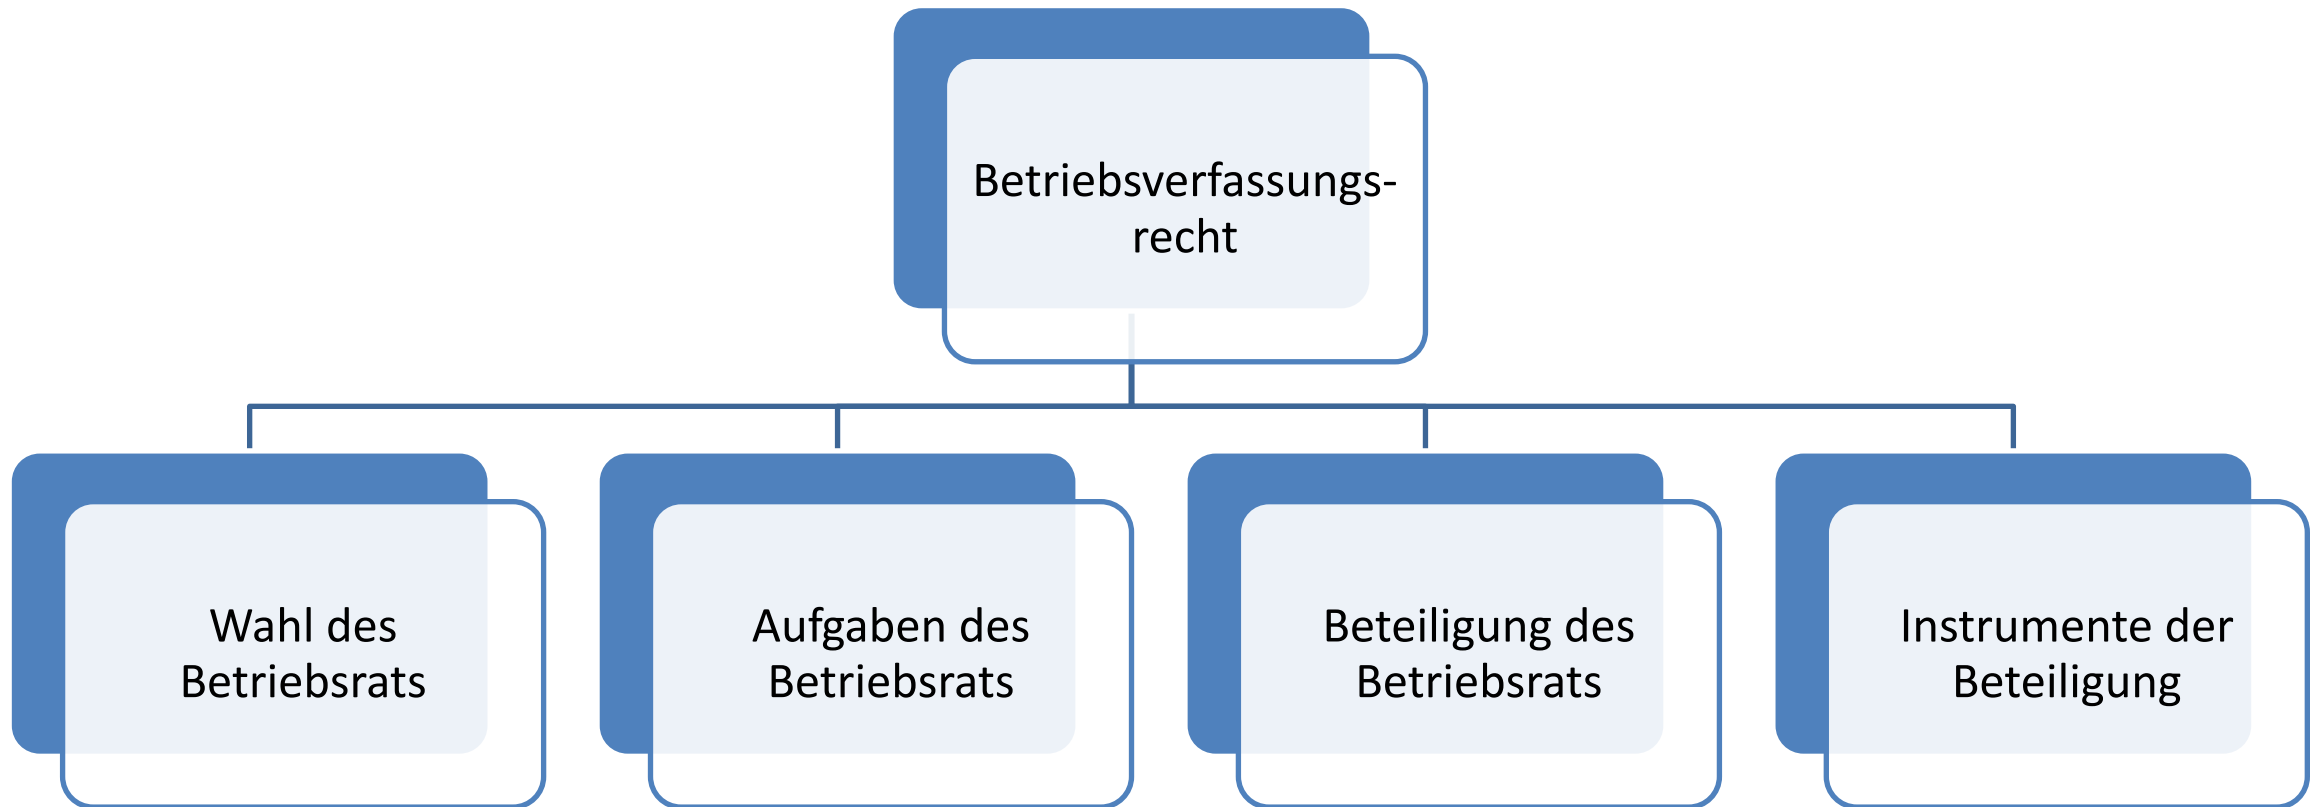 Betriebsverfassungs-
recht
Wahl des
Betriebsrats
Aufgaben des
Betriebsrats
Beteiligung des
Betriebsrats
Instrumente der
Beteiligung